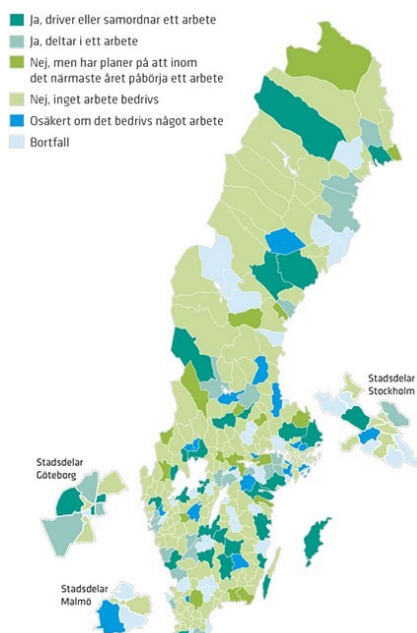 Ja, driver eller samordnar ett arbete
Ja, deltar i ett arbete
Nej, men har planer på att inom
det närmaste året påbörja ett arbete
Nej, inget arbete bedrivs
Osäkert om det bedrivs något arbete
Bortfall
Stadsdelar
Stockholm
Stadsdelar
Göteborg
Stadsdelar
Malmö